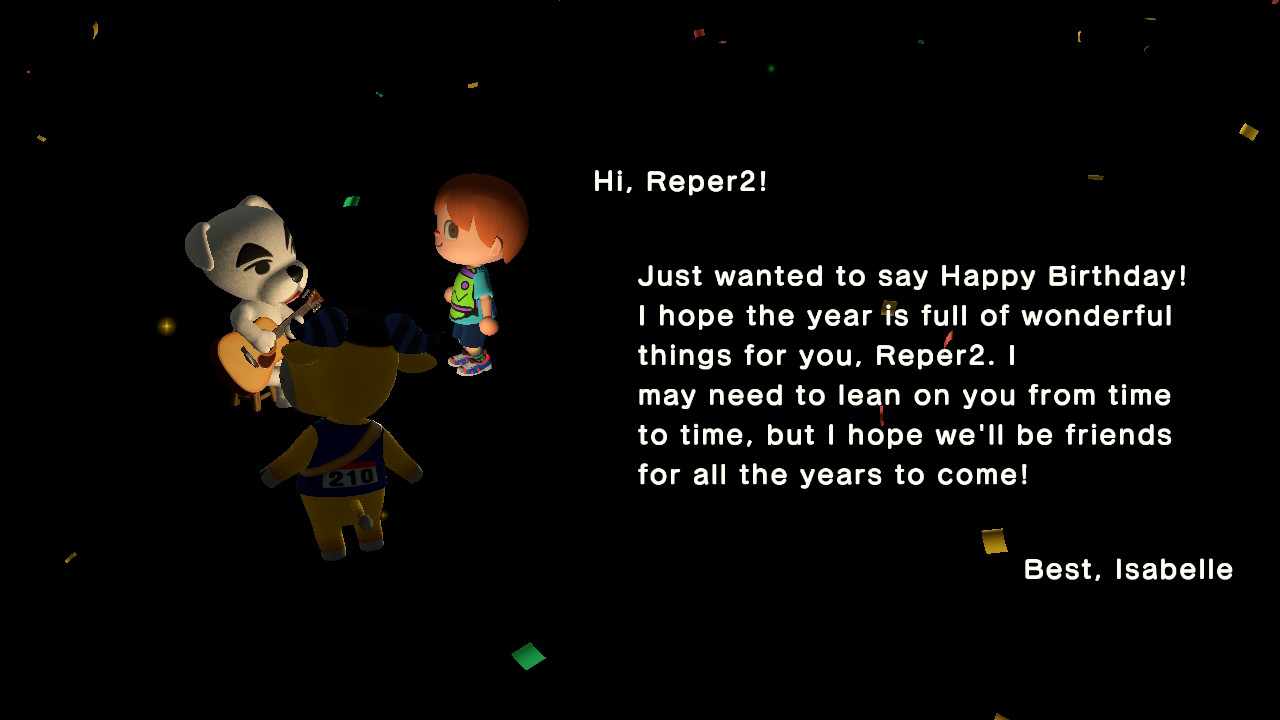 Hi, Reper2!
Just wanted to say Happy Birthday!
I hope the year is full of wonderful
things for you, Reper2. I
may need to lean on you from time
to time, but I hope we'll be friends
for all the years to come!
210
Best, Isabelle